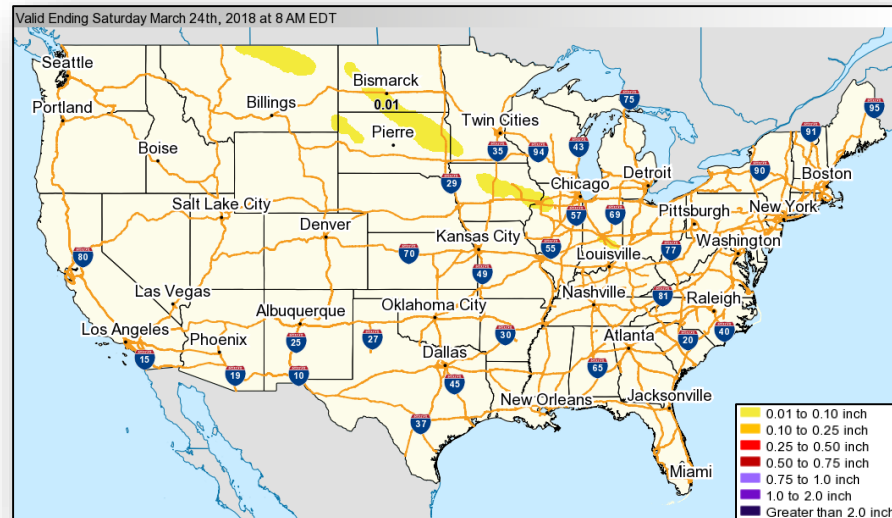 Valid Ending Saturday March 24th, 2018 at 8 AM EDT
Seattle
Portland
Billings
Bismarck
0.01
Pierre
Twin Cities
75
95
91
Boise
35
94
43
90
Boston
29
Chicago
Detroit
Salt Lake City
57
69
Pittsburgh
New York
Denver
Kansas City
80
70
55
Louisville
77
Washington
49
Las Vegas
Nashville
81
Raleigh
Albuquerque
Oklahoma City
Los Angeles
Phoenix
25
27
30
Atlanta
20
40
15
19
10
Dallas
65
45
New Orleans
Jacksonville
37
Miami
0.01 to 0.10 inch
0.10 to 0.25 inch
0.25 to 0.50 inch
0.50 to 0.75 inch
0.75 to 1.0 inch
1.0 to 2.0 inch
Greater than 2.0 inch